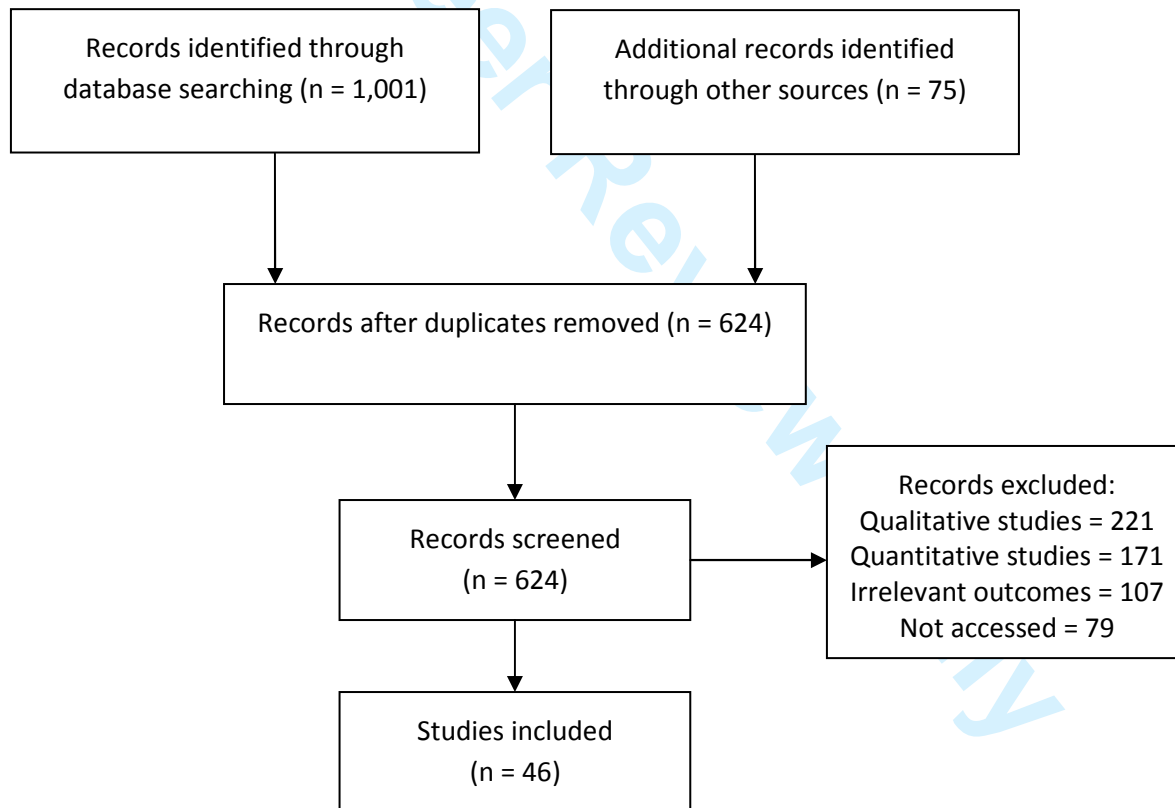 Records identified through
database searching (n = 1,001)
Additional records identified
through other sources (n = 75)
Records after duplicates removed (n = 624)
Records screened
(n = 624)
Records excluded:
Qualitative studies = 221
Quantitative studies = 171
Irrelevant outcomes = 107
Not accessed = 79
Studies included
(n = 46)